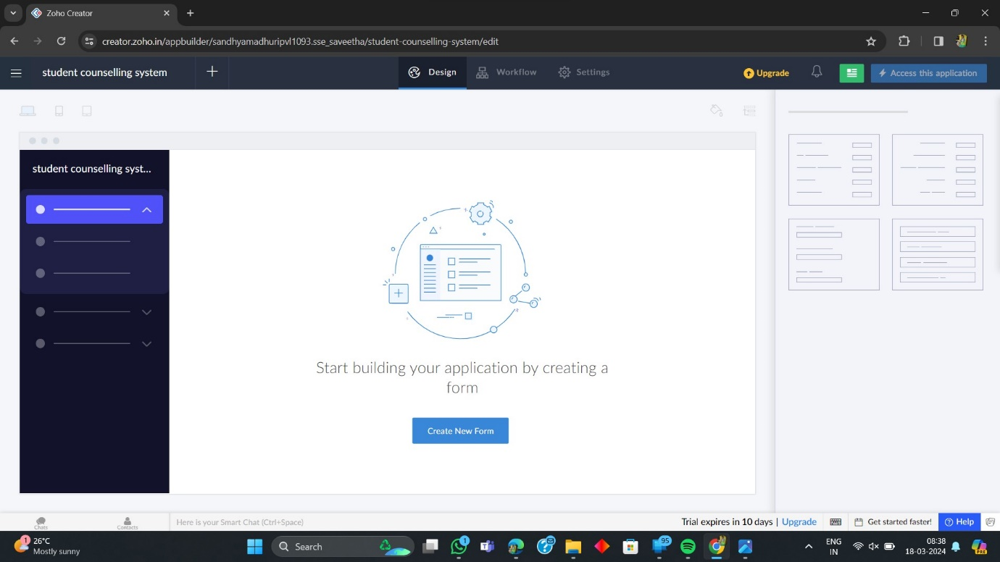 Zoho Creator
creator.zoho.in/appbuilder/sandhyamadhuripvl1093.sse_saveetha/student-counselling-system/edit
student counselling system
Design
Workflow
Settings
Upgrade
Access this application
student counselling syst...
Start building your application by creating a
form
Create New Form
Chats
Contacts
Here is your Smart Chat (Ctrl+Space)
Trial expires in 10 days | Upgrade
Get started faster!
Help
1
26°C
Mostly sunny
Search
1
95
ENG
IN
08:38
18-03-2024
PRE